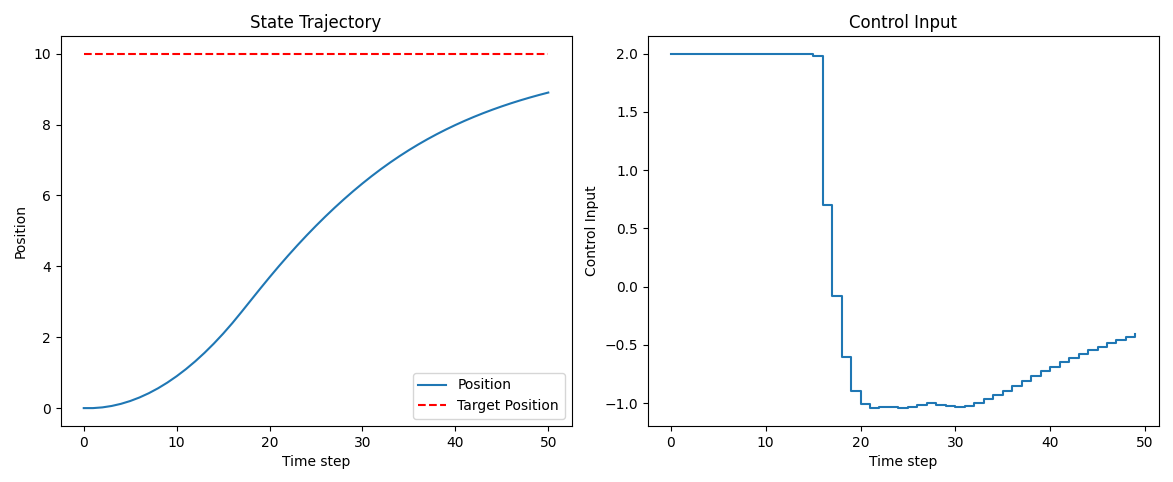 State Trajectory
10
8
6
4
2
0
Position
Position
Target Position
0 10 20 30 40 50
Time step
Control Input
2.0
1.5
1.0
0.5
0.0
−0.5
−1.0
Control Input
0 10 20 30 40 50
Time step